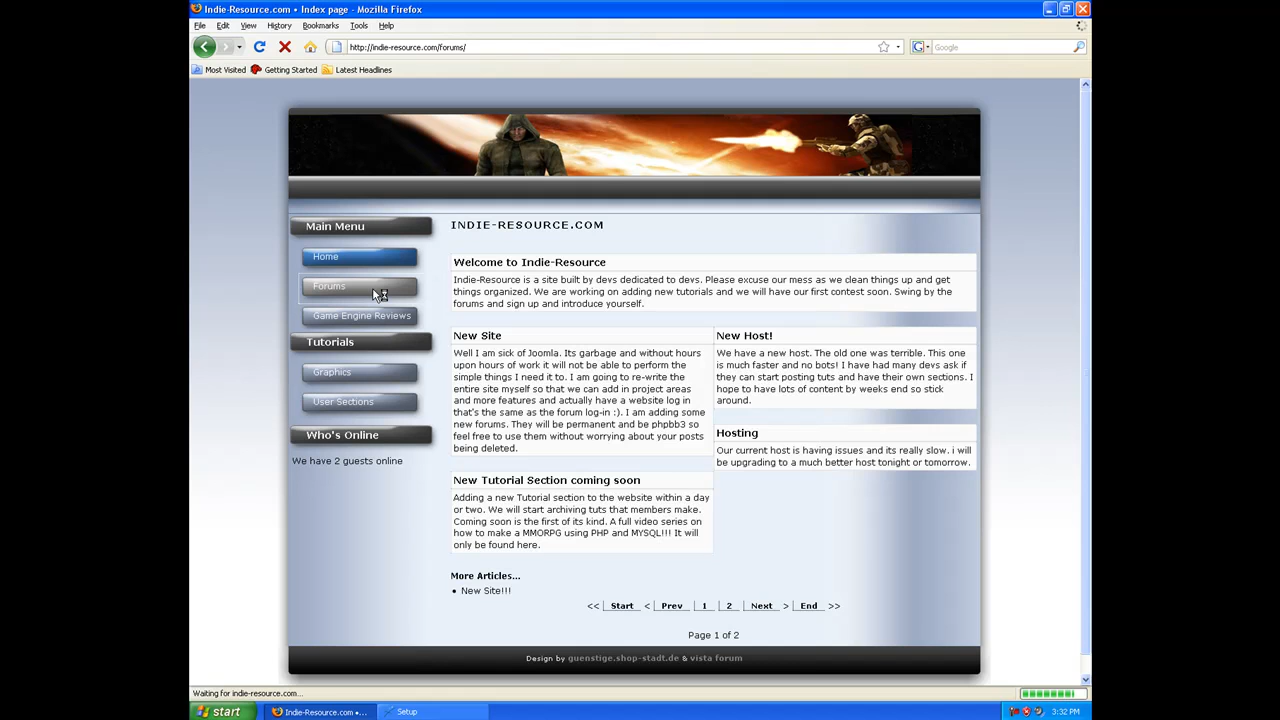 Indie-Resource.com • Index page - Mozilla Firefox
File Edit View History Bookmarks Tools Help
http://indie-resource.com/forums/
Google
Most Visited Getting Started Latest Headlines
Main Menu
Home
Forums
Game Engine Reviews
Tutorials
Graphics
User Sections
Who's Online
We have 2 guests online
INDIE-RESOURCE.COM
Welcome to Indie-Resource
Indie-Resource is a site built by devs dedicated to devs. Please excuse our mess as we clean things up and get
things organized. We are working on adding new tutorials and we will have our first contest soon. Swing by the
forums and sign up and introduce yourself.
New Site
Well I am sick of Joomla. Its garbage and without hours
upon hours of work it will not be able to perform the
simple things I need it to. I am going to re-write the
entire site myself so that we can add in project areas
and more features and actually have a website log in
that's the same as the forum log-in :). I am adding some
new forums. They will be permanent and be phpbb3 so
feel free to use them without worrying about your posts
being deleted.
New Host!
We have a new host. The old one was terrible. This one
is much faster and no bots! I have had many devs ask if
they can start posting tuts and have their own sections. I
hope to have lots of content by weeks end so stick
around.
Hosting
Our current host is having issues and its really slow. i will
be upgrading to a much better host tonight or tomorrow.
New Tutorial Section coming soon
Adding a new Tutorial section to the website within a day
or two. We will start archiving tuts that members make.
Coming soon is the first of its kind. A full video series on
how to make a MMORPG using PHP and MYSQL!!! It will
only be found here.
More Articles...
• New Site!!!
<< Start < Prev 1 2 Next > End >>
Page 1 of 2
Design by guenstige.shop-stadt.de & vista forum
Waiting for indie-resource.com...
start Indie-Resource.com •... Setup 3:32 PM